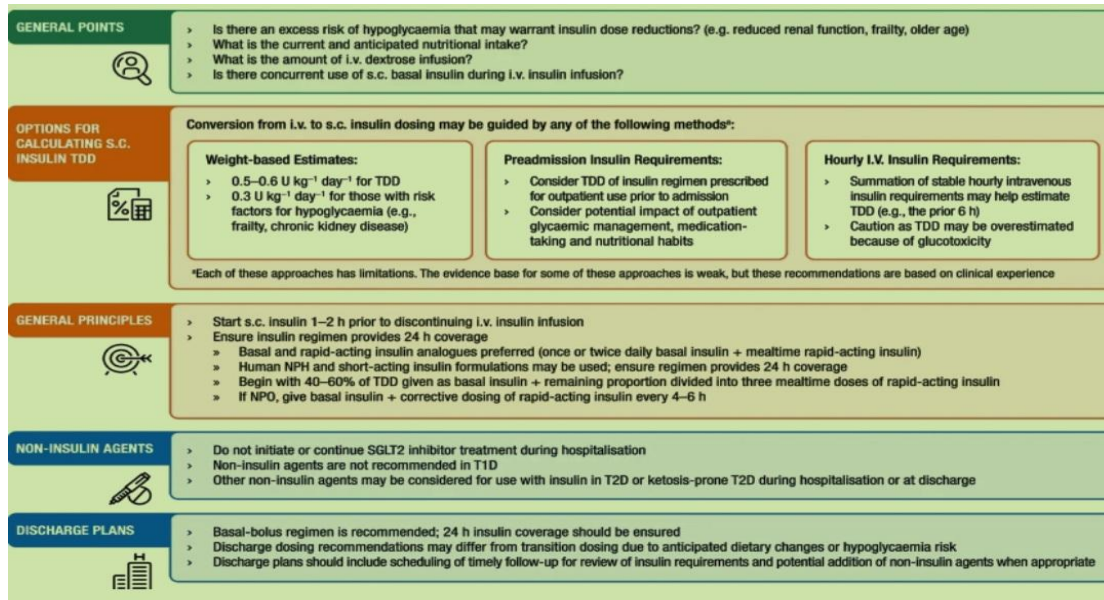 GENERAL POINTS
› Is there an excess risk of hypoglycaemia that may warrant insulin dose reductions? (e.g. reduced renal function, frailty, older age)
› What is the current and anticipated nutritional intake?
› What is the amount of i.v. dextrose infusion?
› Is there concurrent use of s.c. basal insulin during i.v. insulin infusion?
OPTIONS FOR
CALCULATING S.C.
INSULIN TDD
Conversion from i.v. to s.c. insulin dosing may be guided by any of the following methodsᵃ:
Weight-based Estimates:
› 0.5–0.6 U kg⁻¹ day⁻¹ for TDD
› 0.3 U kg⁻¹ day⁻¹ for those with risk
factors for hypoglycaemia (e.g.,
frailty, chronic kidney disease)
Preadmission Insulin Requirements:
› Consider TDD of insulin regimen prescribed
for outpatient use prior to admission
› Consider potential impact of outpatient
glycaemic management, medication-
taking and nutritional habits
Hourly I.V. Insulin Requirements:
› Summation of stable hourly intravenous
insulin requirements may help estimate
TDD (e.g., the prior 6 h)
› Caution as TDD may be overestimated
because of glucotoxicity
ᵃEach of these approaches has limitations. The evidence base for some of these approaches is weak, but these recommendations are based on clinical experience
GENERAL PRINCIPLES
› Start s.c. insulin 1–2 h prior to discontinuing i.v. insulin infusion
› Ensure insulin regimen provides 24 h coverage
» Basal and rapid-acting insulin analogues preferred (once or twice daily basal insulin + mealtime rapid-acting insulin)
» Human NPH and short-acting insulin formulations may be used; ensure regimen provides 24 h coverage
» Begin with 40–60% of TDD given as basal insulin + remaining proportion divided into three mealtime doses of rapid-acting insulin
» If NPO, give basal insulin + corrective dosing of rapid-acting insulin every 4–6 h
NON-INSULIN AGENTS
› Do not initiate or continue SGLT2 inhibitor treatment during hospitalisation
› Non-insulin agents are not recommended in T1D
› Other non-insulin agents may be considered for use with insulin in T2D or ketosis-prone T2D during hospitalisation or at discharge
DISCHARGE PLANS
› Basal-bolus regimen is recommended; 24 h insulin coverage should be ensured
› Discharge dosing recommendations may differ from transition dosing due to anticipated dietary changes or hypoglycaemia risk
› Discharge plans should include scheduling of timely follow-up for review of insulin requirements and potential addition of non-insulin agents when appropriate